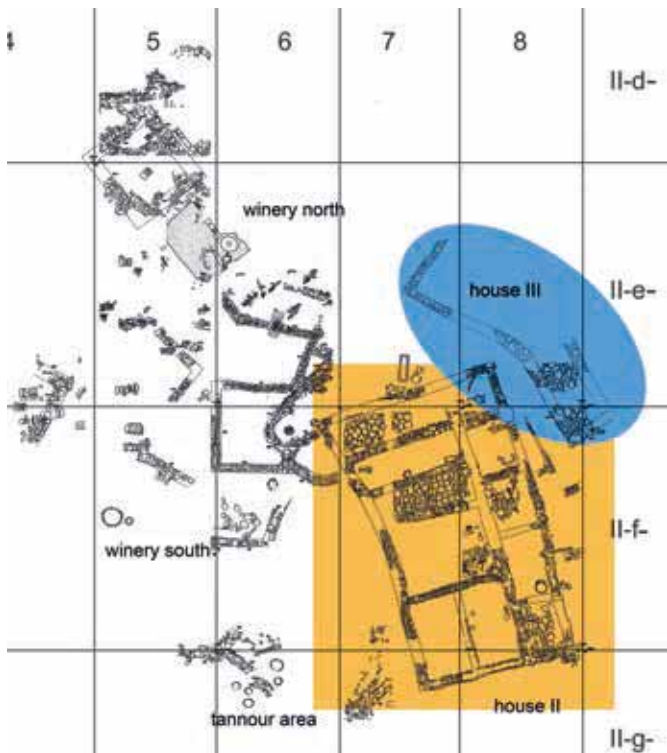 4 5 6 7 8
II-d-
winery north
house III
II-e-
winery south
II-f-
tannour area
house II
II-g-